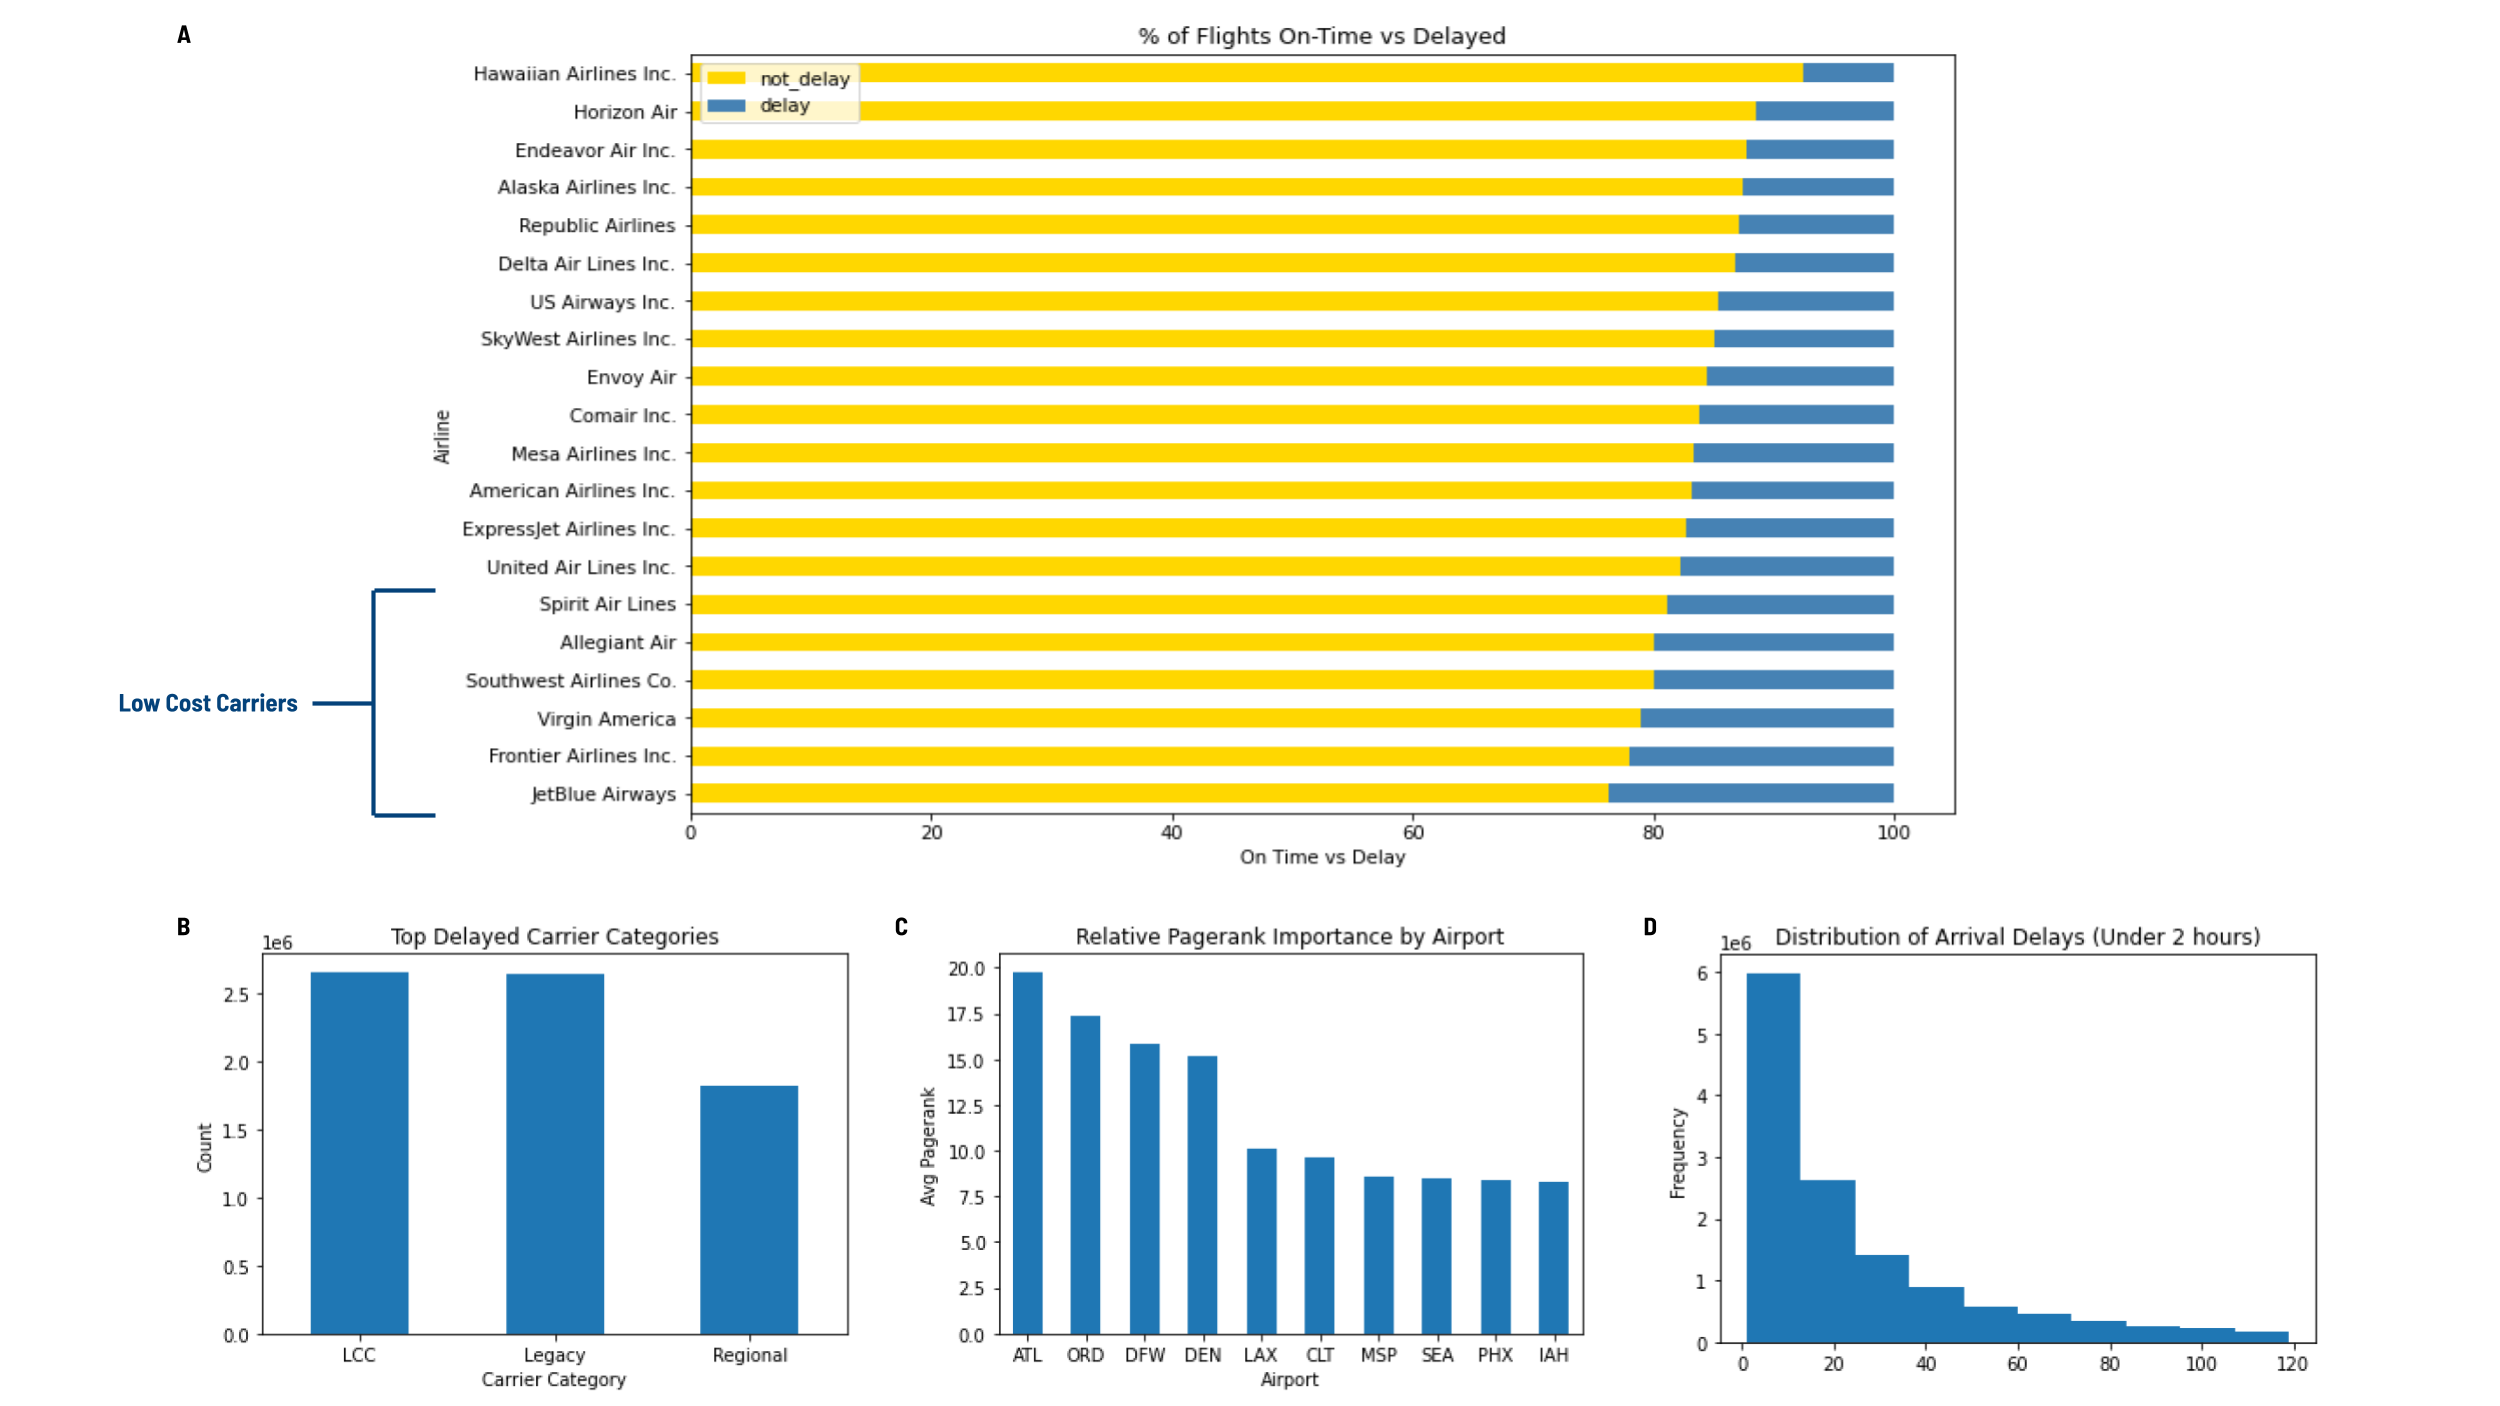 A
% of Flights On-Time vs Delayed
not_delay
delay
Hawaiian Airlines Inc.
Horizon Air
Endeavor Air Inc.
Alaska Airlines Inc.
Republic Airlines
Delta Air Lines Inc.
US Airways Inc.
SkyWest Airlines Inc.
Envoy Air
Comair Inc.
Mesa Airlines Inc.
American Airlines Inc.
ExpressJet Airlines Inc.
United Air Lines Inc.
Spirit Air Lines
Allegiant Air
Southwest Airlines Co.
Virgin America
Frontier Airlines Inc.
JetBlue Airways
Airline
Low Cost Carriers
0 20 40 60 80 100
On Time vs Delay
B
Top Delayed Carrier Categories
1e6
2.5
2.0
1.5
1.0
0.5
0.0
Count
LCC Legacy Regional
Carrier Category
C
Relative Pagerank Importance by Airport
20.0
17.5
15.0
12.5
10.0
7.5
5.0
2.5
0.0
Avg Pagerank
ATL ORD DFW DEN LAX CLT MSP SEA PHX IAH
Airport
D
Distribution of Arrival Delays (Under 2 hours)
1e6
6
5
4
3
2
1
0
Frequency
0 20 40 60 80 100 120